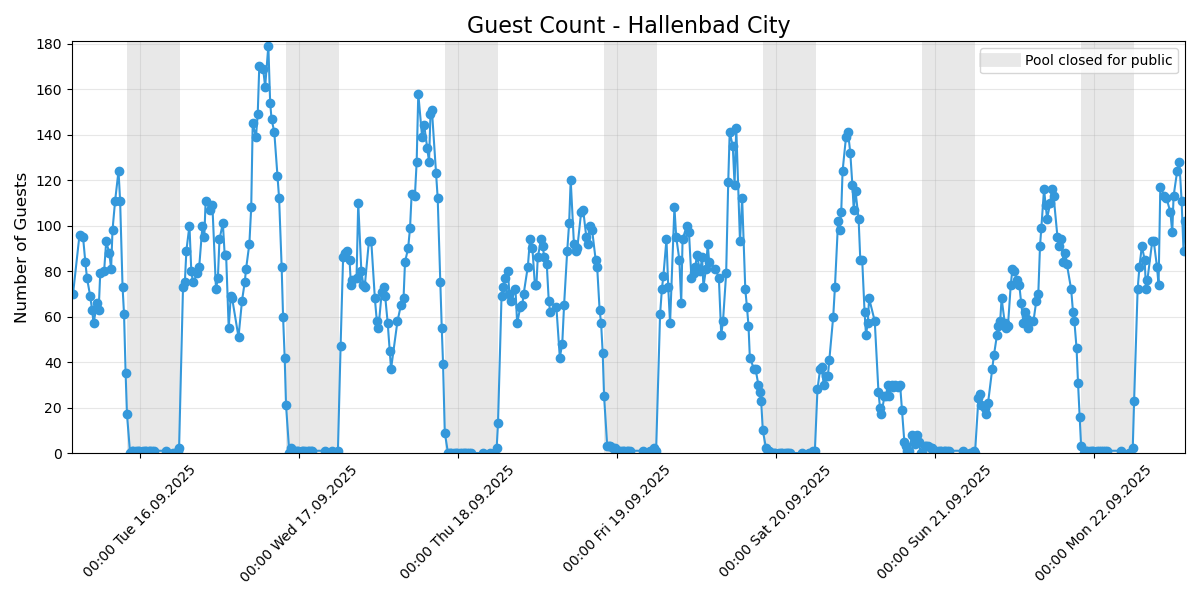 Guest Count - Hallenbad City
Pool closed for public
Number of Guests
180
160
140
120
100
80
60
40
20
0
00:00 Tue 16.09.2025
00:00 Wed 17.09.2025
00:00 Thu 18.09.2025
00:00 Fri 19.09.2025
00:00 Sat 20.09.2025
00:00 Sun 21.09.2025
00:00 Mon 22.09.2025